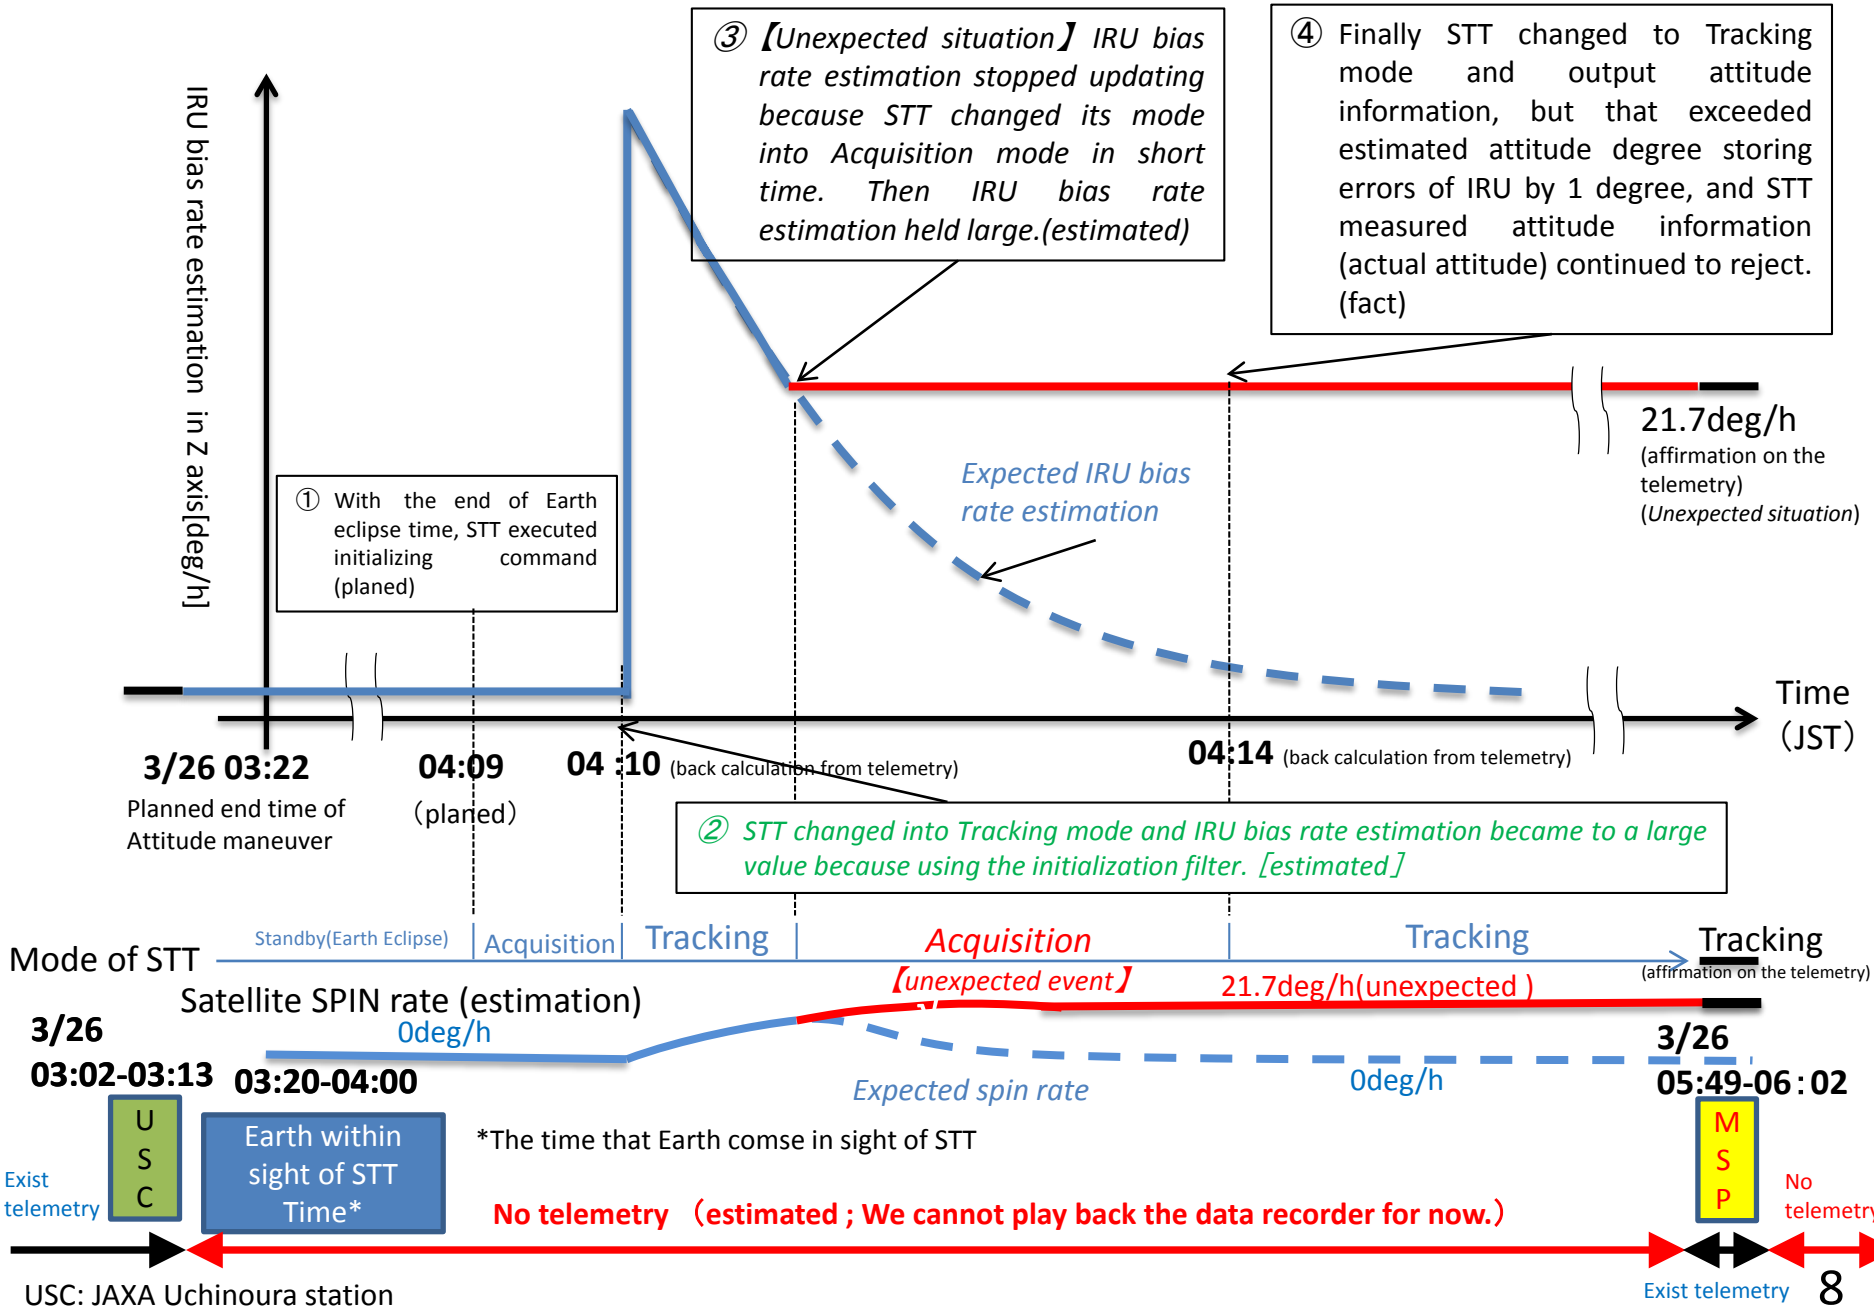 ③【Unexpected situation】IRU bias
rate estimation stopped updating
because STT changed its mode
into Acquisition mode in short
time. Then IRU bias rate
estimation held large.(estimated)
④ Finally STT changed to Tracking
mode and output attitude
information, but that exceeded
estimated attitude degree storing
errors of IRU by 1 degree, and STT
measured attitude information
(actual attitude) continued to reject.
(fact)
IRU bias rate estimation in Z axis[deg/h]
21.7deg/h
(affirmation on the
telemetry)
(Unexpected situation)
Expected IRU bias
rate estimation
① With the end of Earth
eclipse time, STT executed
initializing command
(planed)
Time
（JST）
3/26 03:22
Planned end time of
Attitude maneuver
04:09
（planed）
04 :10 (back calculation from telemetry)
04:14 (back calculation from telemetry)
② STT changed into Tracking mode and IRU bias rate estimation became to a large
value because using the initialization filter.［estimated］
Mode of STT
Standby(Earth Eclipse)
Acquisition
Tracking
Acquisition
【unexpected event】
Tracking
Tracking
(affirmation on the telemetry)
Satellite SPIN rate (estimation)
0deg/h
21.7deg/h(unexpected )
Expected spin rate
0deg/h
3/26
03:02-03:13
03:20-04:00
3/26
05:49-06：02
U
S
C
Earth within
sight of STT
Time*
*The time that Earth comse in sight of STT
M
S
P
Exist
telemetry
No telemetry （estimated ; We cannot play back the data recorder for now.）
No
telemetry
USC: JAXA Uchinoura station
Exist telemetry
8